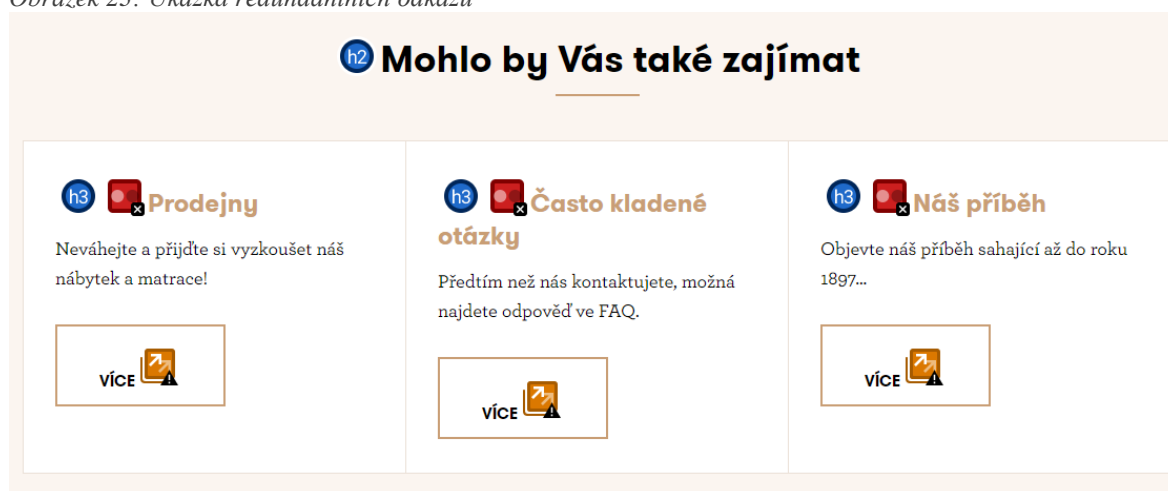 Obrázek 23: Ukázka redundantních odkazů
h2 Mohlo by Vás také zajímat
h3 Prodejny
Neváhejte a přijďte si vyzkoušet náš
nábytek a matrace!
VÍCE
h3 Často kladené
otázky
Předtím než nás kontaktujete, možná
najdete odpověď ve FAQ.
VÍCE
h3 Náš příběh
Objevte náš příběh sahající až do roku
1897...
VÍCE